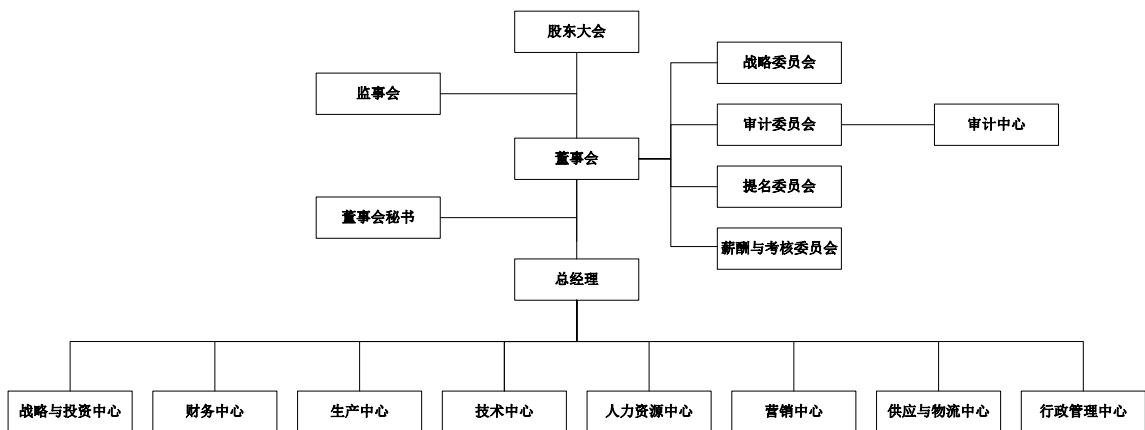 股东大会
战略委员会
监事会
审计委员会
审计中心
董事会
提名委员会
董事会秘书
薪酬与考核委员会
总经理
战略与投资中心
财务中心
生产中心
技术中心
人力资源中心
营销中心
供应与物流中心
行政管理中心